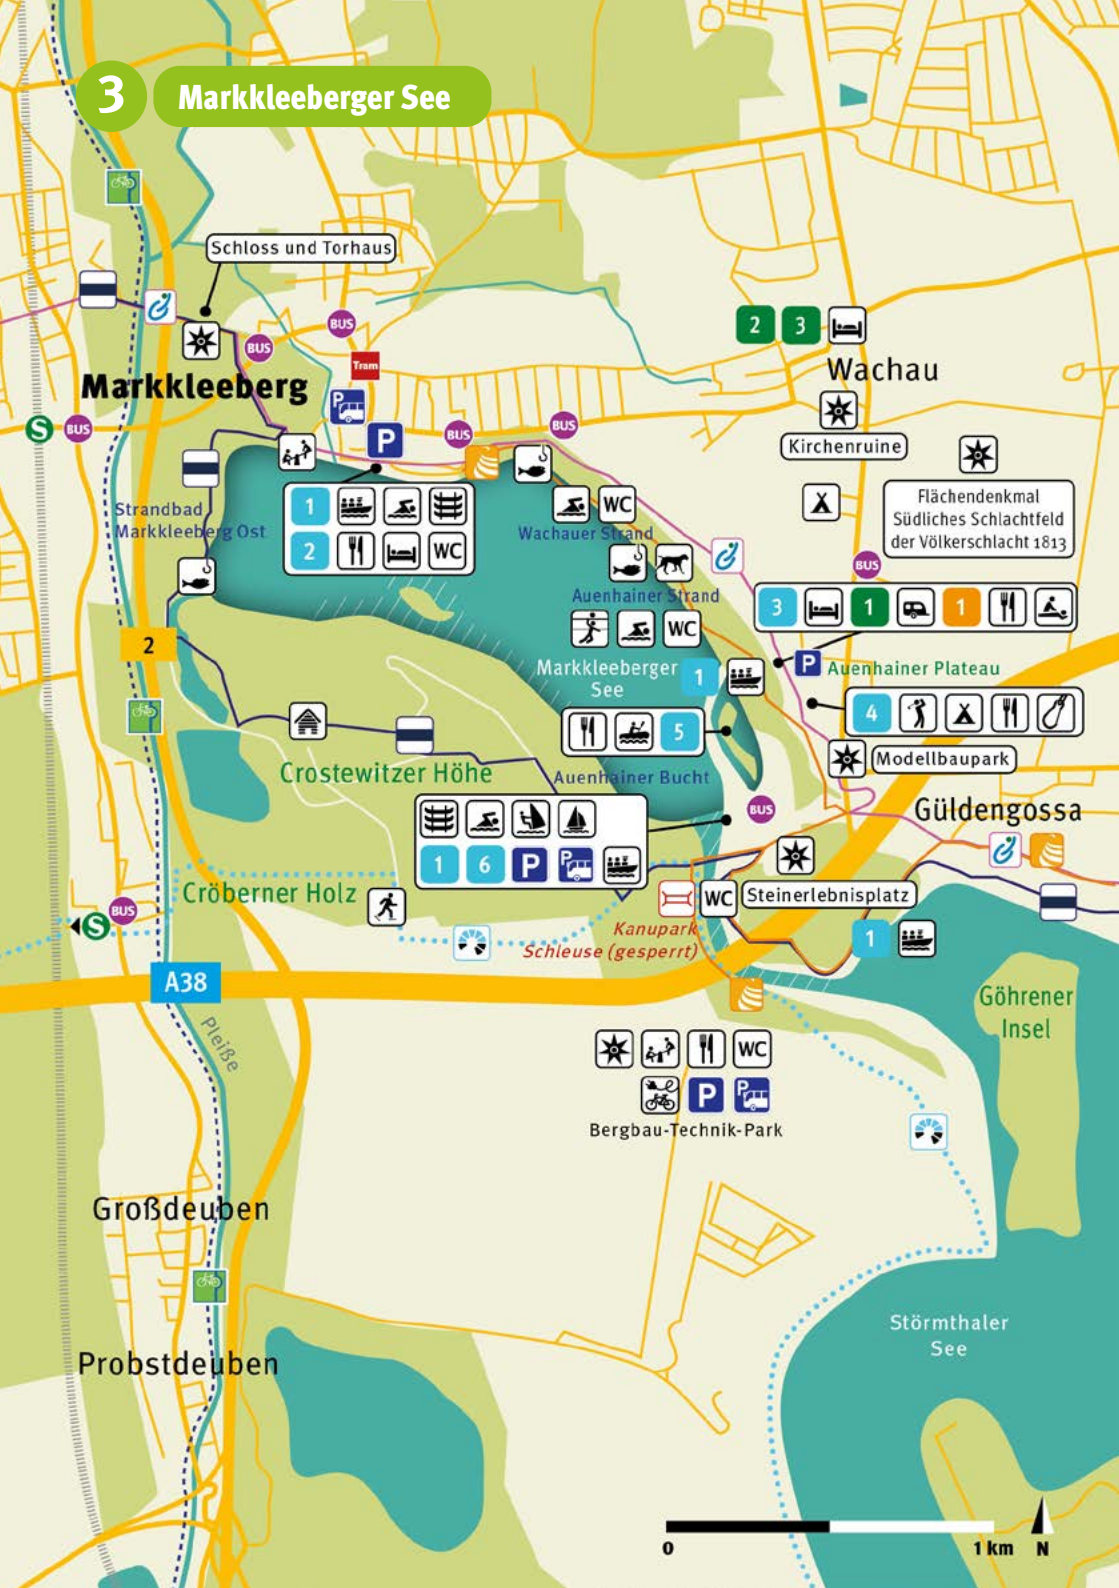 3 Markkleeberger See
Schloss und Torhaus
BUS
BUS
Tram
Markkleeberg
P
S BUS
P
BUS
BUS
2 3
Wachau
Kirchenruine
Flächendenkmal
Südliches Schlachtfeld
der Völkerschlacht 1813
Strandbad
Markkleeberg Ost
1
2 WC
WC
Wachauer Strand
BUS
Auenhainer Strand
WC
3 1 1
2
Markkleeberger
See
1
P Auenhainer Plateau
4
5
Modellbaupark
Crostewitzer Höhe
Auenhainer Bucht
BUS
Güldengossa
1 6 P P
Cröberner Holz
WC Steinerlebnisplatz
S BUS
Kanupark
Schleuse (gesperrt)
1
A38
Göhrener
Insel
Pleiße
WC
P P
Bergbau-Technik-Park
Großdeuben
Störmthaler
See
Probstdeuben
0 1 km N